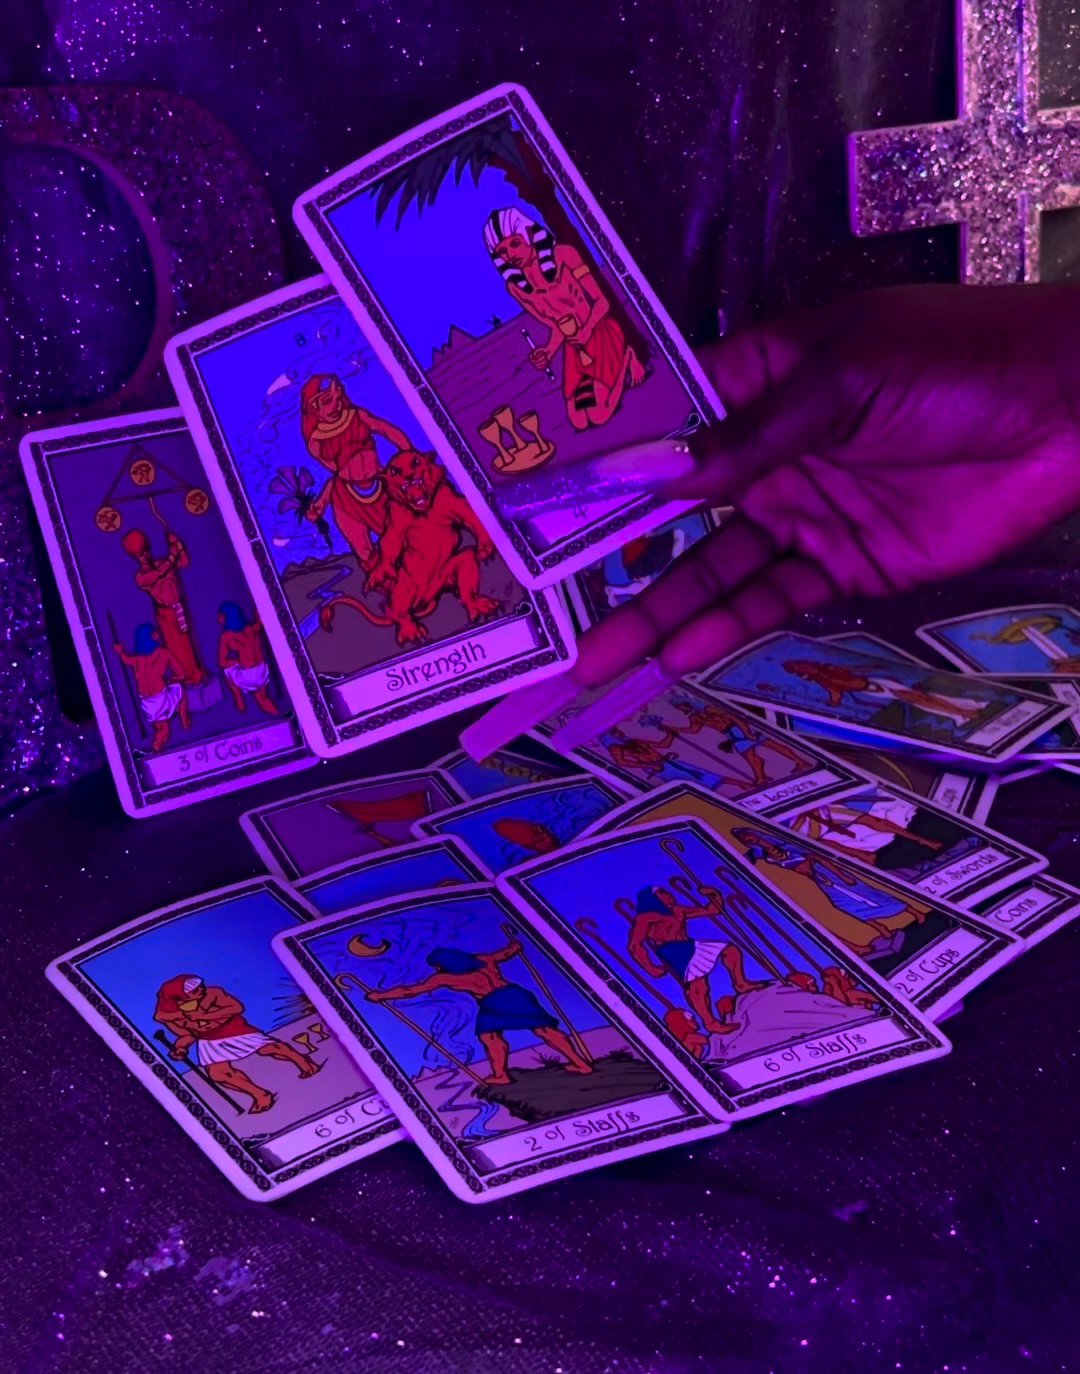 8
4
Strength
3 of Coins
The Lovers
2 of Swords
Coins
Cups
2 of Cups
6 of Staffs
2 of Staffs
6 of